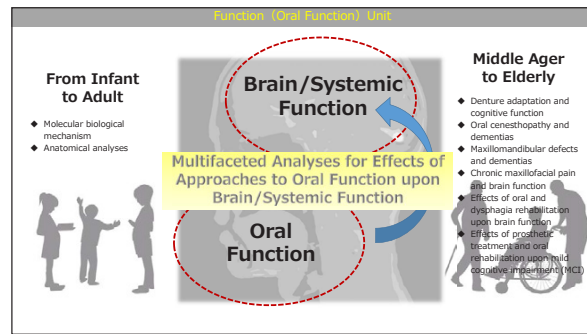 Function（Oral Function）Unit
From Infant
to Adult
◆ Molecular biological
mechanism
◆ Anatomical analyses
Brain/Systemic
Function
Multifaceted Analyses for Effects of
Approaches to Oral Function upon
Brain/Systemic Function
Oral
Function
Middle Ager
to Elderly
◆ Denture adaptation and
cognitive function
◆ Oral cenesthopathy and
dementias
◆ Maxillomandibular defects
and dementias
◆ Chronic maxillofacial pain
and brain function
◆ Effects of oral and
dysphagia rehabilitation
upon brain function
◆ Effects of prosthetic
treatment and oral
rehabilitation upon mild
cognitive impairment (MCI)